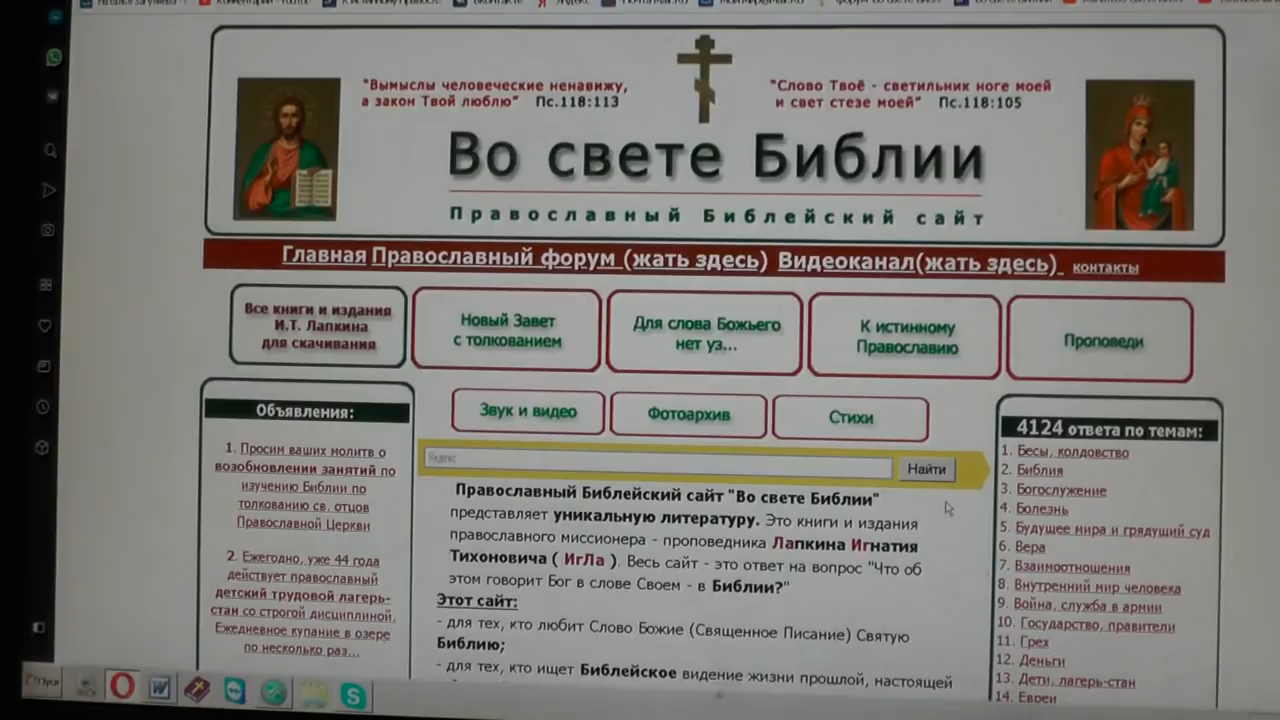 "Вымыслы человеческие ненавижу,
а закон Твой люблю" Пс.118:113
"Слово Твоё - светильник ноге моей
и свет стезе моей" Пс.118:105
Во свете Библии
Православный Библейский сайт
Главная Православный форум (жать здесь) Видеоканал(жать здесь) контакты
Все книги и издания
И.Т. Лапкина
для скачивания
Новый Завет
с толкованием
Для слова Божьего
нет уз...
К истинному
Православию
Проповеди
Звук и видео
Фотоархив
Стихи
Объявления:
1. Просим ваших молитв о
возобновлении занятий по
изучению Библии по
толкованию св. отцов
Православной Церкви
2. Ежегодно, уже 44 года
действует православный
детский трудовой лагерь-
стан со строгой дисциплиной.
Ежедневное купание в озере
по несколько раз...
Яндекс
Найти
Православный Библейский сайт "Во свете Библии"
представляет уникальную литературу. Это книги и издания
православного миссионера - проповедника Лапкина Игнатия
Тихоновича ( ИгЛа ). Весь сайт - это ответ на вопрос "Что об
этом говорит Бог в слове Своем - в Библии?"
Этот сайт:
- для тех, кто любит Слово Божие (Священное Писание) Святую
Библию;
- для тех, кто ищет Библейское видение жизни прошлой, настоящей
4124 ответа по темам:
1. Бесы, колдовство
2. Библия
3. Богослужение
4. Болезнь
5. Будущее мира и грядущий суд
6. Вера
7. Взаимоотношения
8. Внутренний мир человека
9. Война, служба в армии
10. Государство, правители
11. Грех
12. Деньги
13. Дети, лагерь-стан
14. Евреи
Пуск